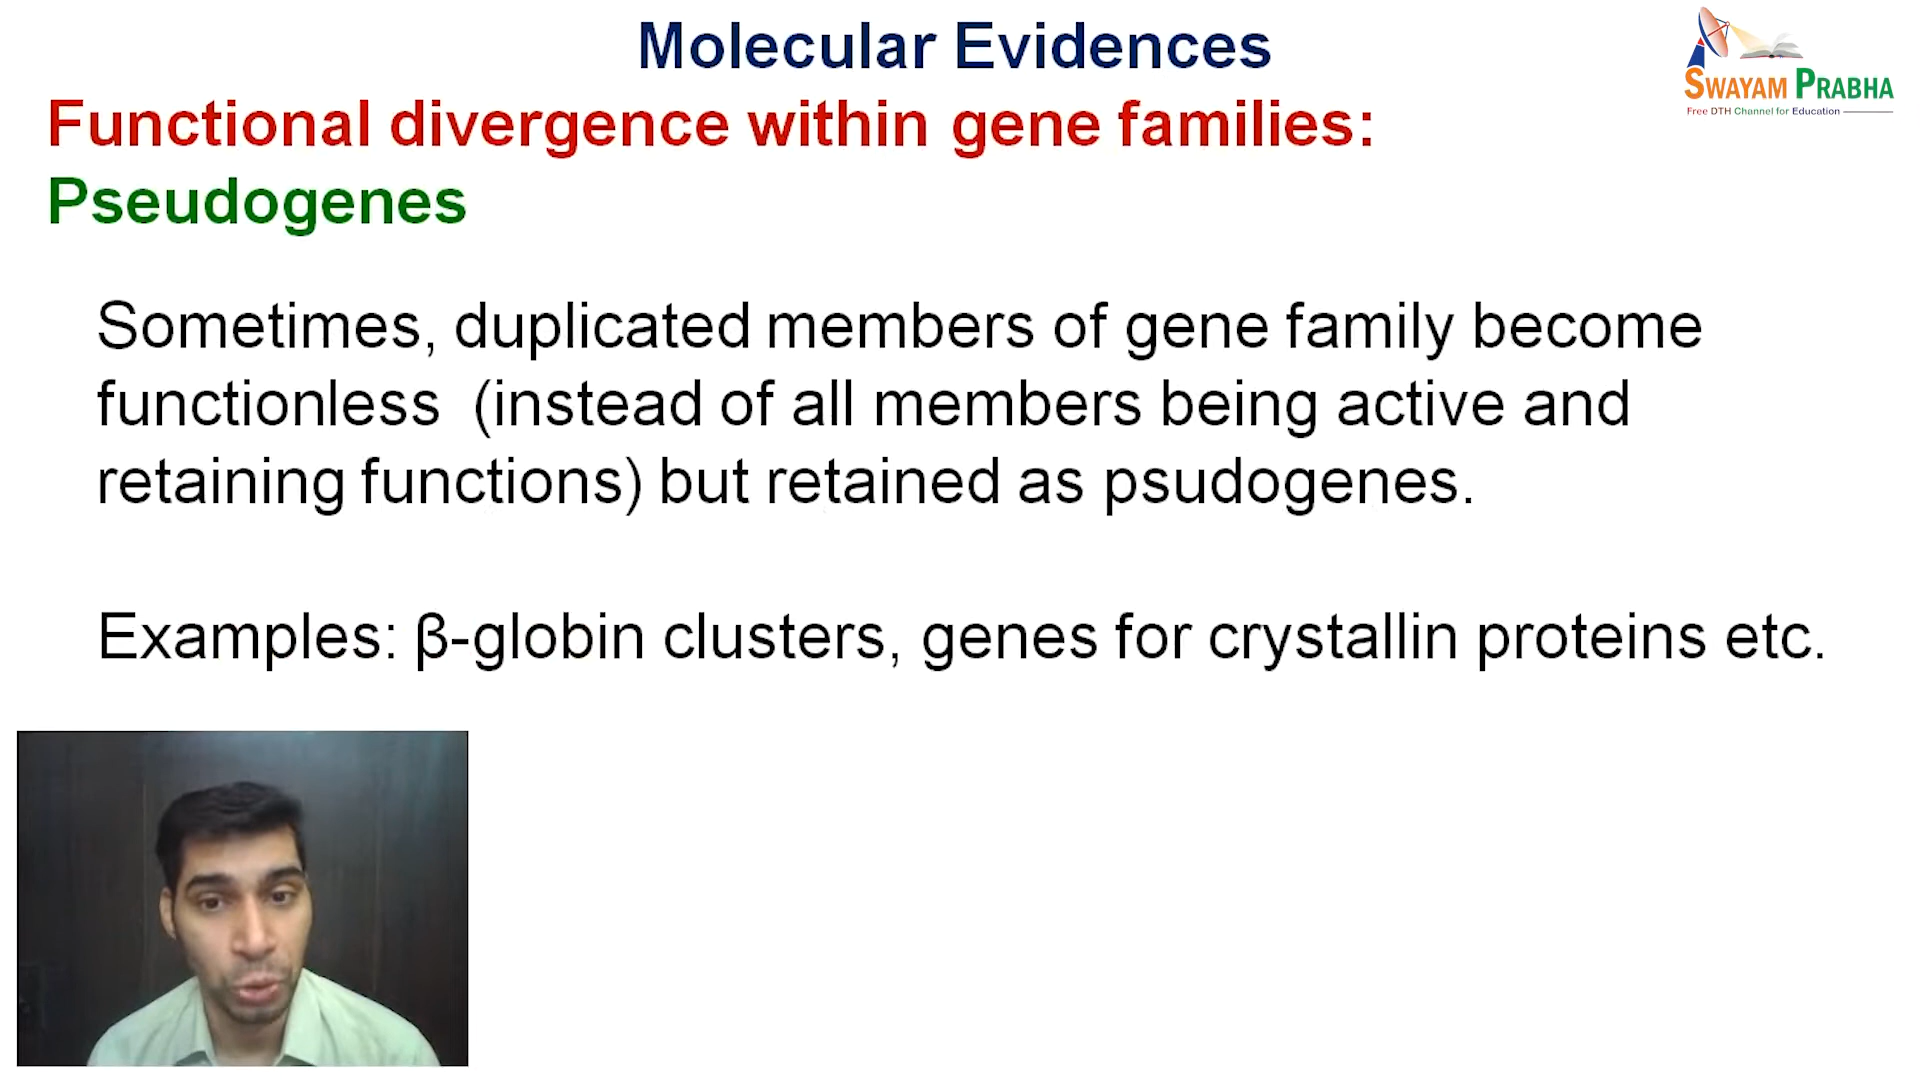 Molecular Evidences
SWAYAM PRABHA
Free DTH Channel for Education
Functional divergence within gene families:
Pseudogenes
Sometimes, duplicated members of gene family become
functionless (instead of all members being active and
retaining functions) but retained as psudogenes.
Examples: β-globin clusters, genes for crystallin proteins etc.